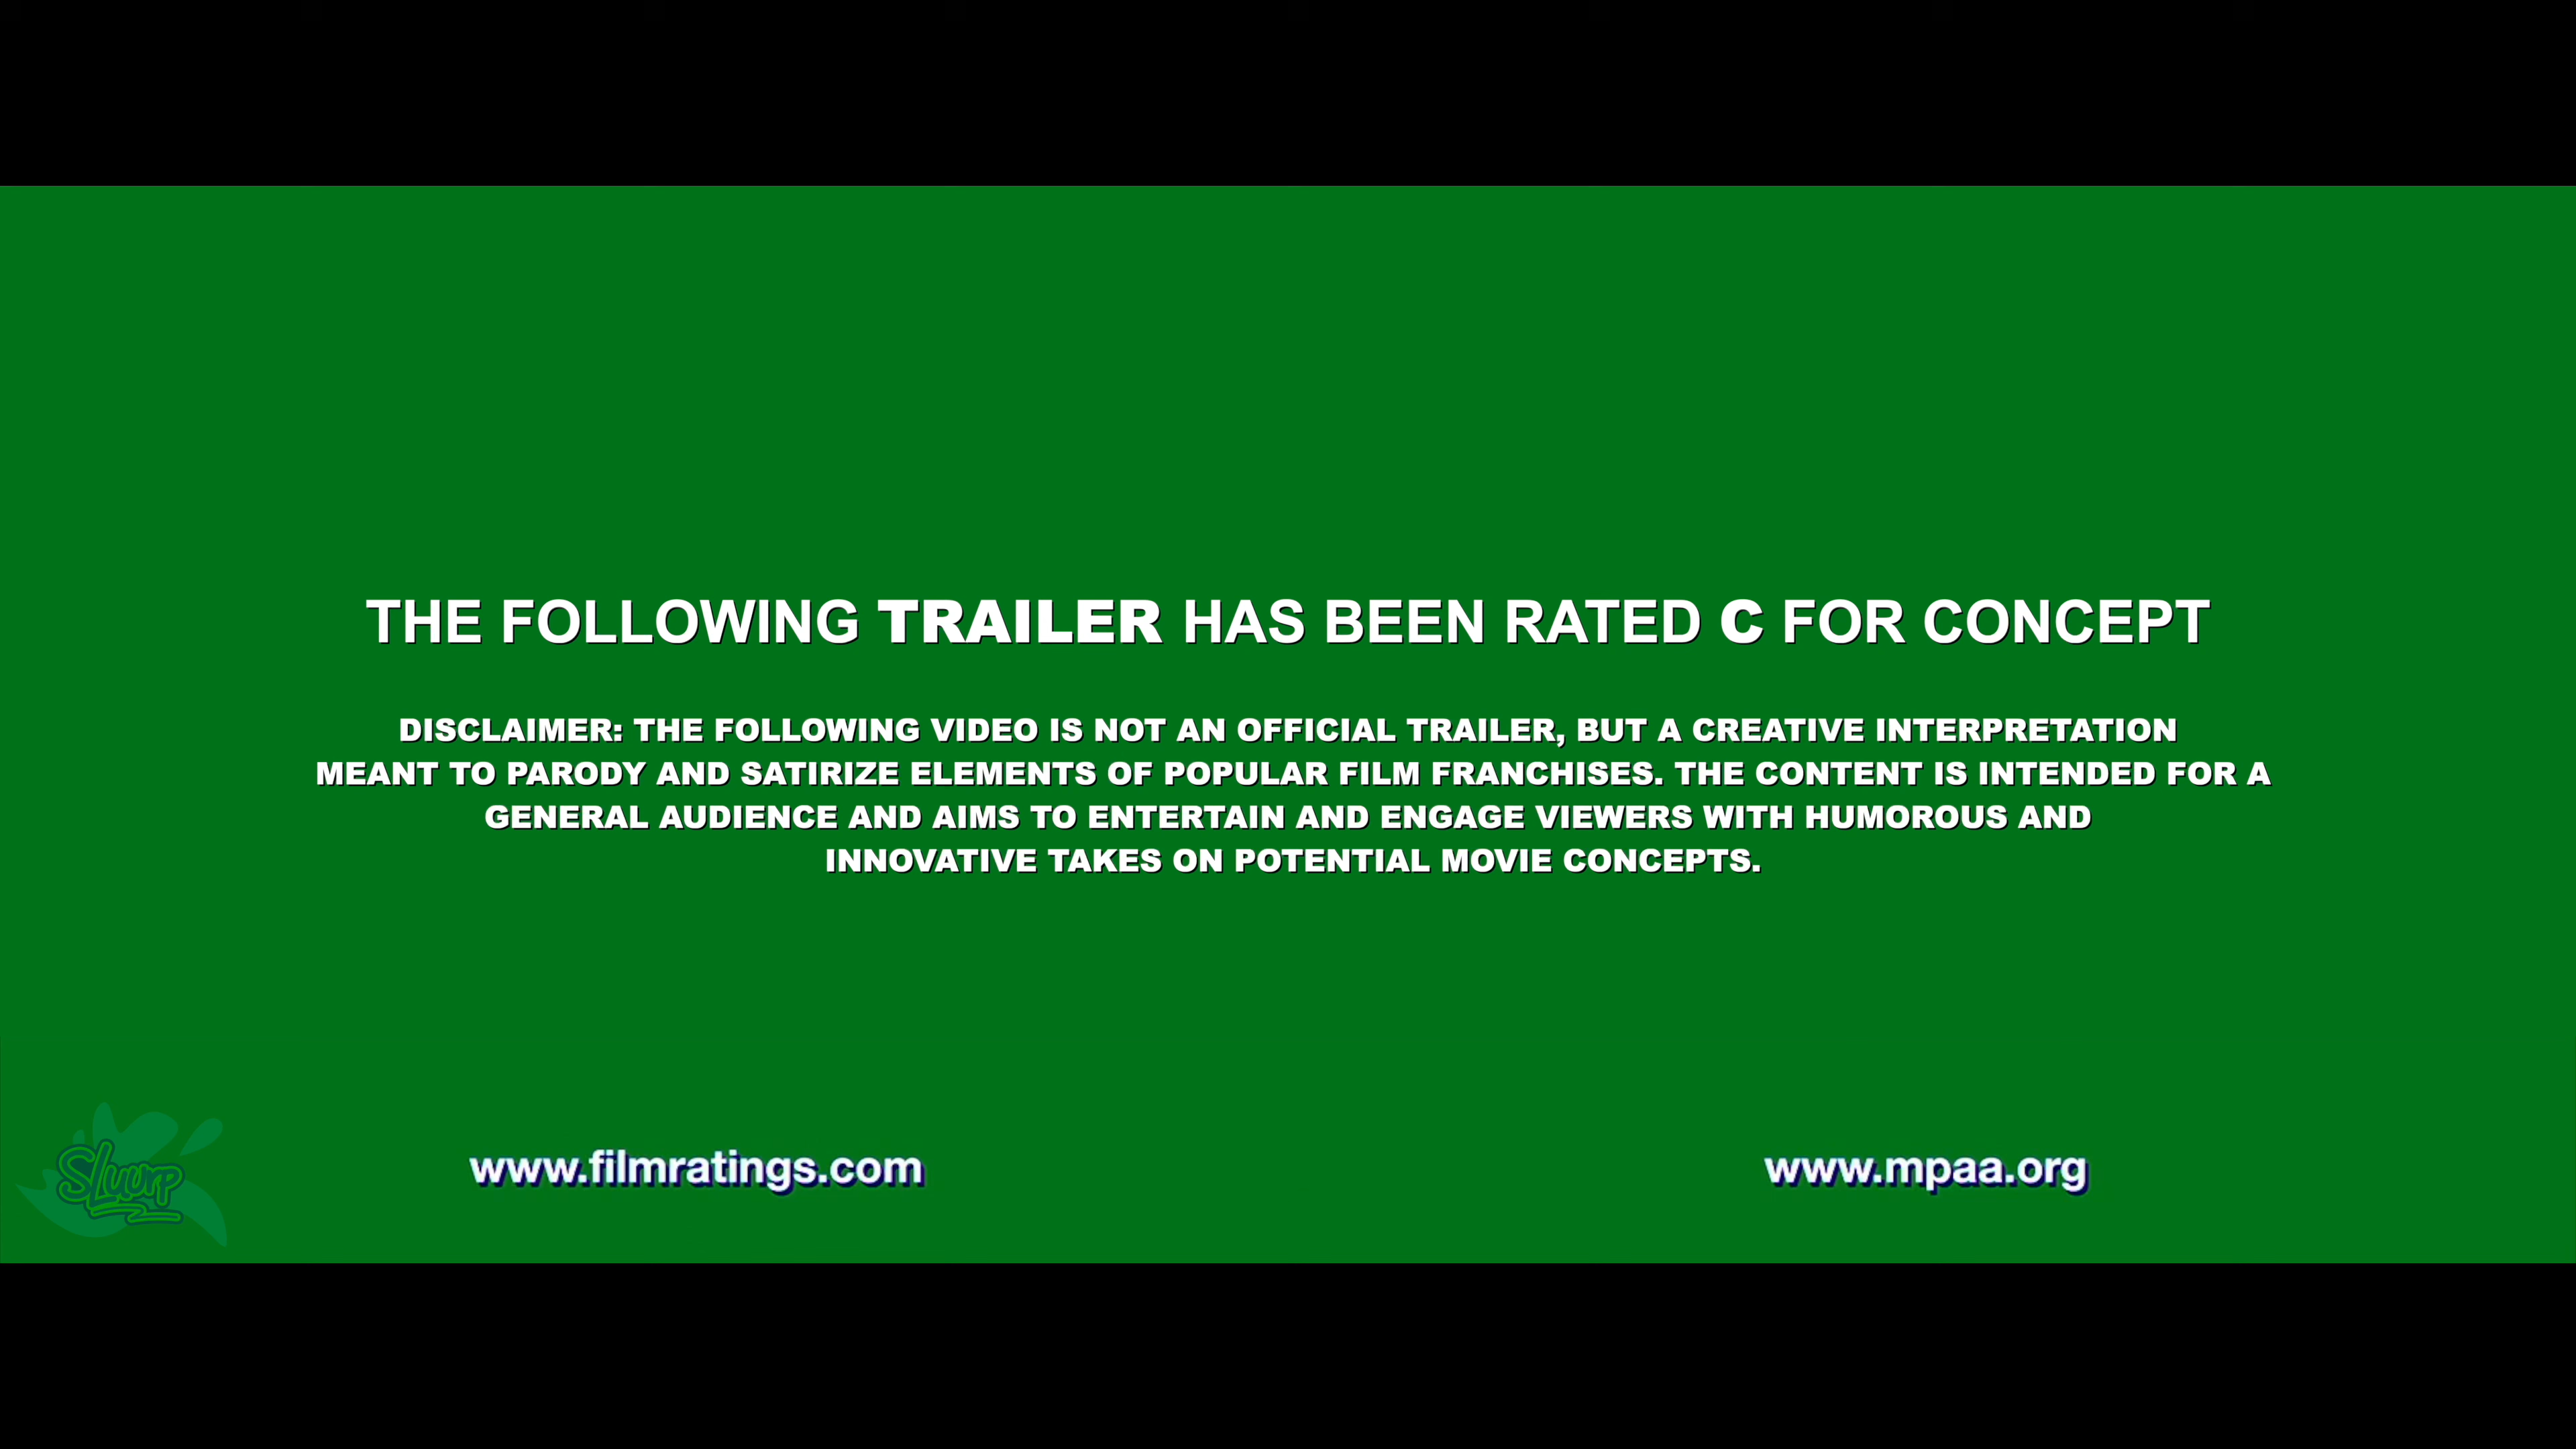 THE FOLLOWING TRAILER HAS BEEN RATED C FOR CONCEPT
DISCLAIMER: THE FOLLOWING VIDEO IS NOT AN OFFICIAL TRAILER, BUT A CREATIVE INTERPRETATION
MEANT TO PARODY AND SATIRIZE ELEMENTS OF POPULAR FILM FRANCHISES. THE CONTENT IS INTENDED FOR A
GENERAL AUDIENCE AND AIMS TO ENTERTAIN AND ENGAGE VIEWERS WITH HUMOROUS AND
INNOVATIVE TAKES ON POTENTIAL MOVIE CONCEPTS.
Sluurp
www.filmratings.com
www.mpaa.org